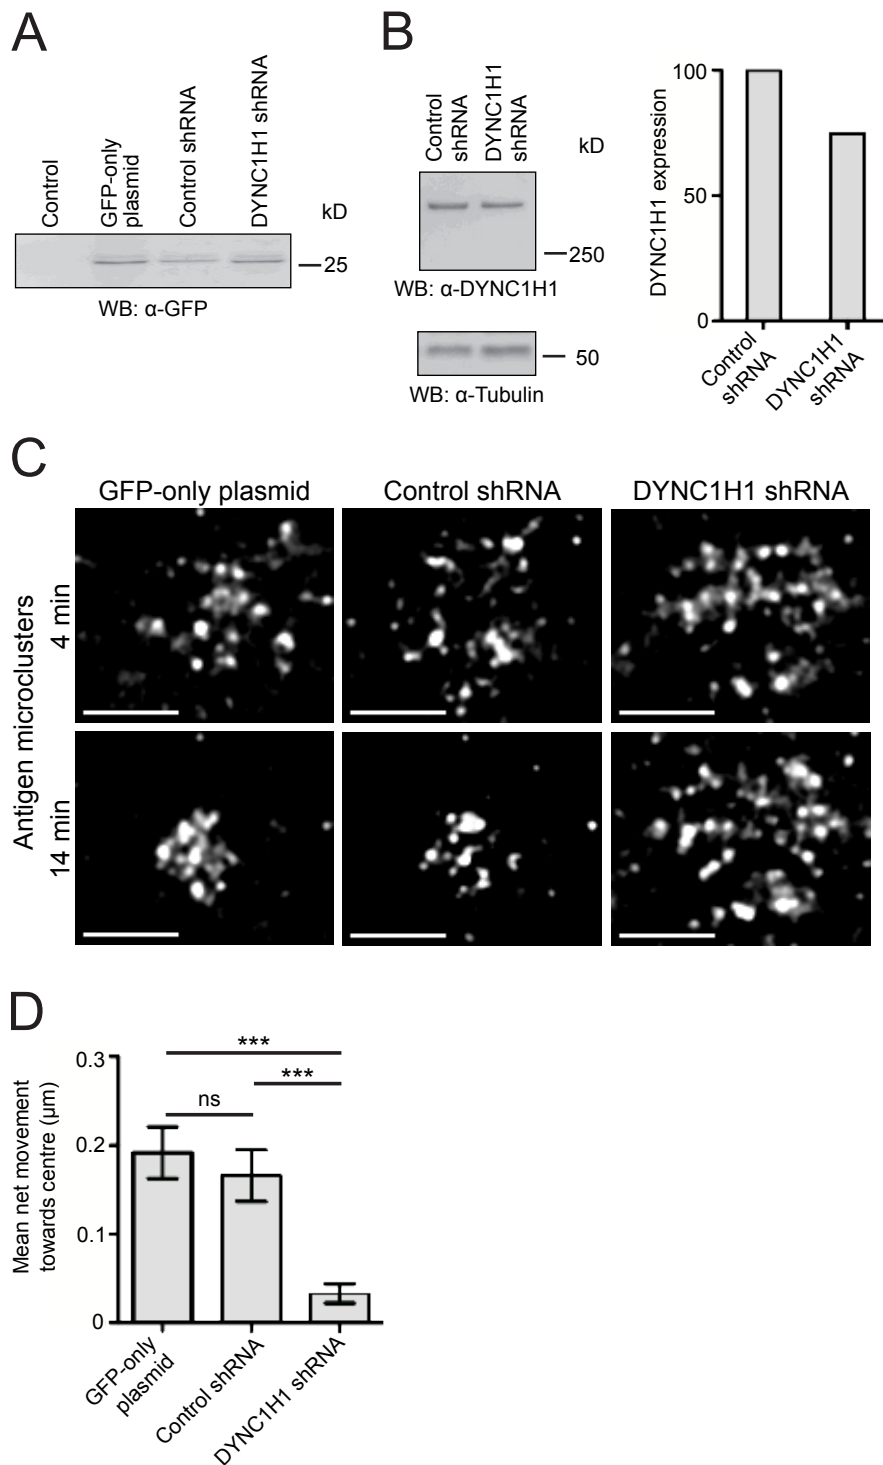 A
Control
GFP-only
plasmid
Control shRNA
DYNC1H1 shRNA
kD
25
WB: α-GFP
B
Control
shRNA
DYNC1H1
shRNA
kD
250
WB: α-DYNC1H1
50
WB: α-Tubulin
DYNC1H1 expression
100
50
0
Control
shRNA
DYNC1H1
shRNA
C
GFP-only plasmid
Control shRNA
DYNC1H1 shRNA
Antigen microclusters
4 min
14 min
D
Mean net movement
towards centre (μm)
0.3
0.2
0.1
0
***
***
ns
GFP-only
plasmid
Control shRNA
DYNC1H1 shRNA